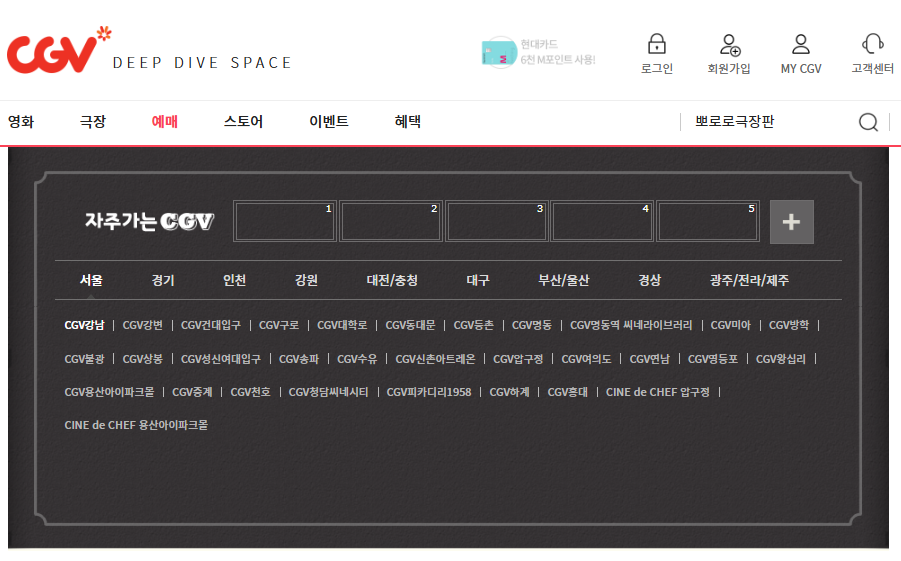 CGV DEEP DIVE SPACE
현대카드
6천 M포인트 사용!
로그인 회원가입 MY CGV 고객센터
영화 극장 예매 스토어 이벤트 혜택 뽀로로극장판
자주가는 CGV 1 2 3 4 5 +
서울 경기 인천 강원 대전/충청 대구 부산/울산 경상 광주/전라/제주
CGV강남 | CGV강변 | CGV건대입구 | CGV구로 | CGV대학로 | CGV동대문 | CGV등촌 | CGV명동 | CGV명동역 씨네라이브러리 | CGV미아 | CGV방학 |
CGV불광 | CGV상봉 | CGV성신여대입구 | CGV송파 | CGV수유 | CGV신촌아트레온 | CGV압구정 | CGV여의도 | CGV연남 | CGV영등포 | CGV왕십리 |
CGV용산아이파크몰 | CGV중계 | CGV천호 | CGV청담씨네시티 | CGV피카디리1958 | CGV하계 | CGV홍대 | CINE de CHEF 압구정 |
CINE de CHEF 용산아이파크몰